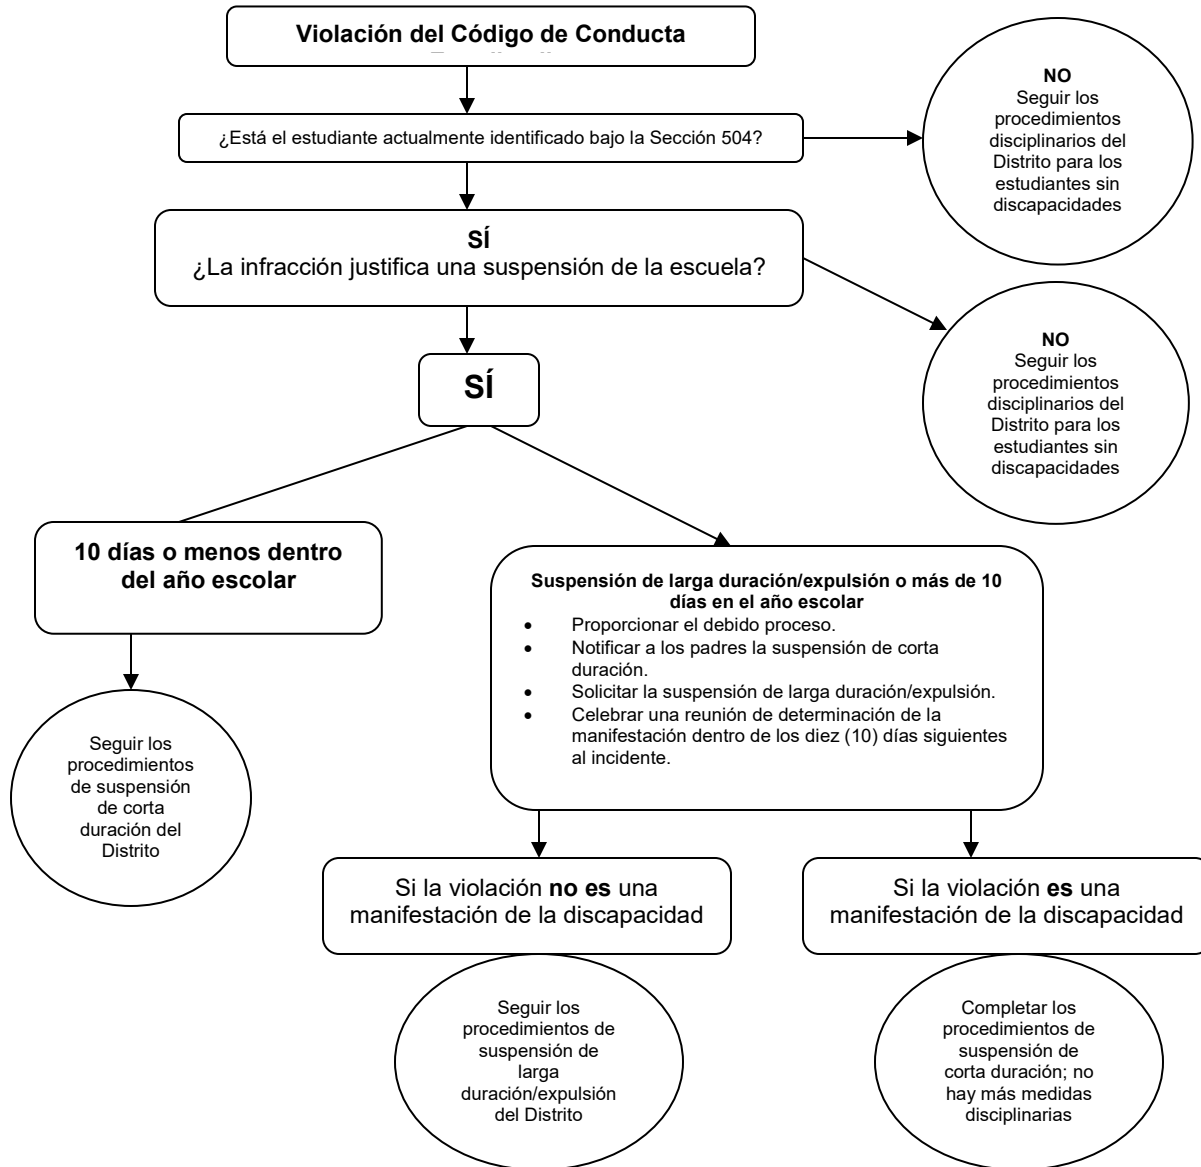 Violación del Código de Conducta
¿Está el estudiante actualmente identificado bajo la Sección 504?
NO
Seguir los
procedimientos
disciplinarios del
Distrito para los
estudiantes sin
discapacidades
SÍ
¿La infracción justifica una suspensión de la escuela?
NO
Seguir los
procedimientos
disciplinarios del
Distrito para los
estudiantes sin
discapacidades
SÍ
10 días o menos dentro
del año escolar
Seguir los
procedimientos
de suspensión
de corta
duración del
Distrito
Suspensión de larga duración/expulsión o más de 10
días en el año escolar
• Proporcionar el debido proceso.
• Notificar a los padres la suspensión de corta
duración.
• Solicitar la suspensión de larga duración/expulsión.
• Celebrar una reunión de determinación de la
manifestación dentro de los diez (10) días siguientes
al incidente.
Si la violación no es una
manifestación de la discapacidad
Seguir los
procedimientos de
suspensión de
larga
duración/expulsión
del Distrito
Si la violación es una
manifestación de la discapacidad
Completar los
procedimientos de
suspensión de
corta duración; no
hay más medidas
disciplinarias